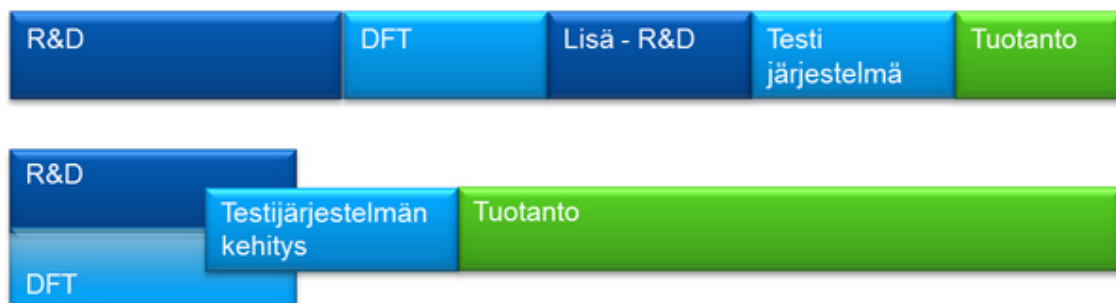 R&D
DFT
Lisä - R&D
Testi
järjestelmä
Tuotanto
R&D
Testijärjestelmän
kehitys
Tuotanto
DFT